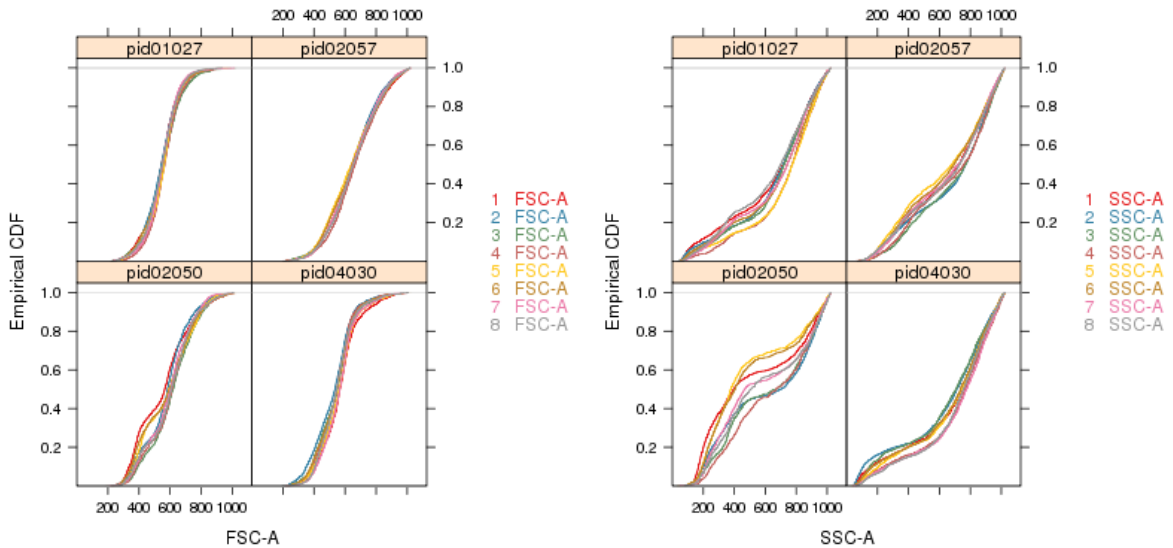 200 400 600 800 1000
pid01027 pid02057
1.0
0.8
0.6
0.4
0.2
pid02050 pid04030
1.0
0.8
0.6
0.4
0.2
200 400 600 800 1000
Empirical CDF
FSC-A
1 FSC-A
2 FSC-A
3 FSC-A
4 FSC-A
5 FSC-A
6 FSC-A
7 FSC-A
8 FSC-A
200 400 600 800 1000
pid01027 pid02057
1.0
0.8
0.6
0.4
0.2
pid02050 pid04030
1.0
0.8
0.6
0.4
0.2
200 400 600 800 1000
Empirical CDF
SSC-A
1 SSC-A
2 SSC-A
3 SSC-A
4 SSC-A
5 SSC-A
6 SSC-A
7 SSC-A
8 SSC-A